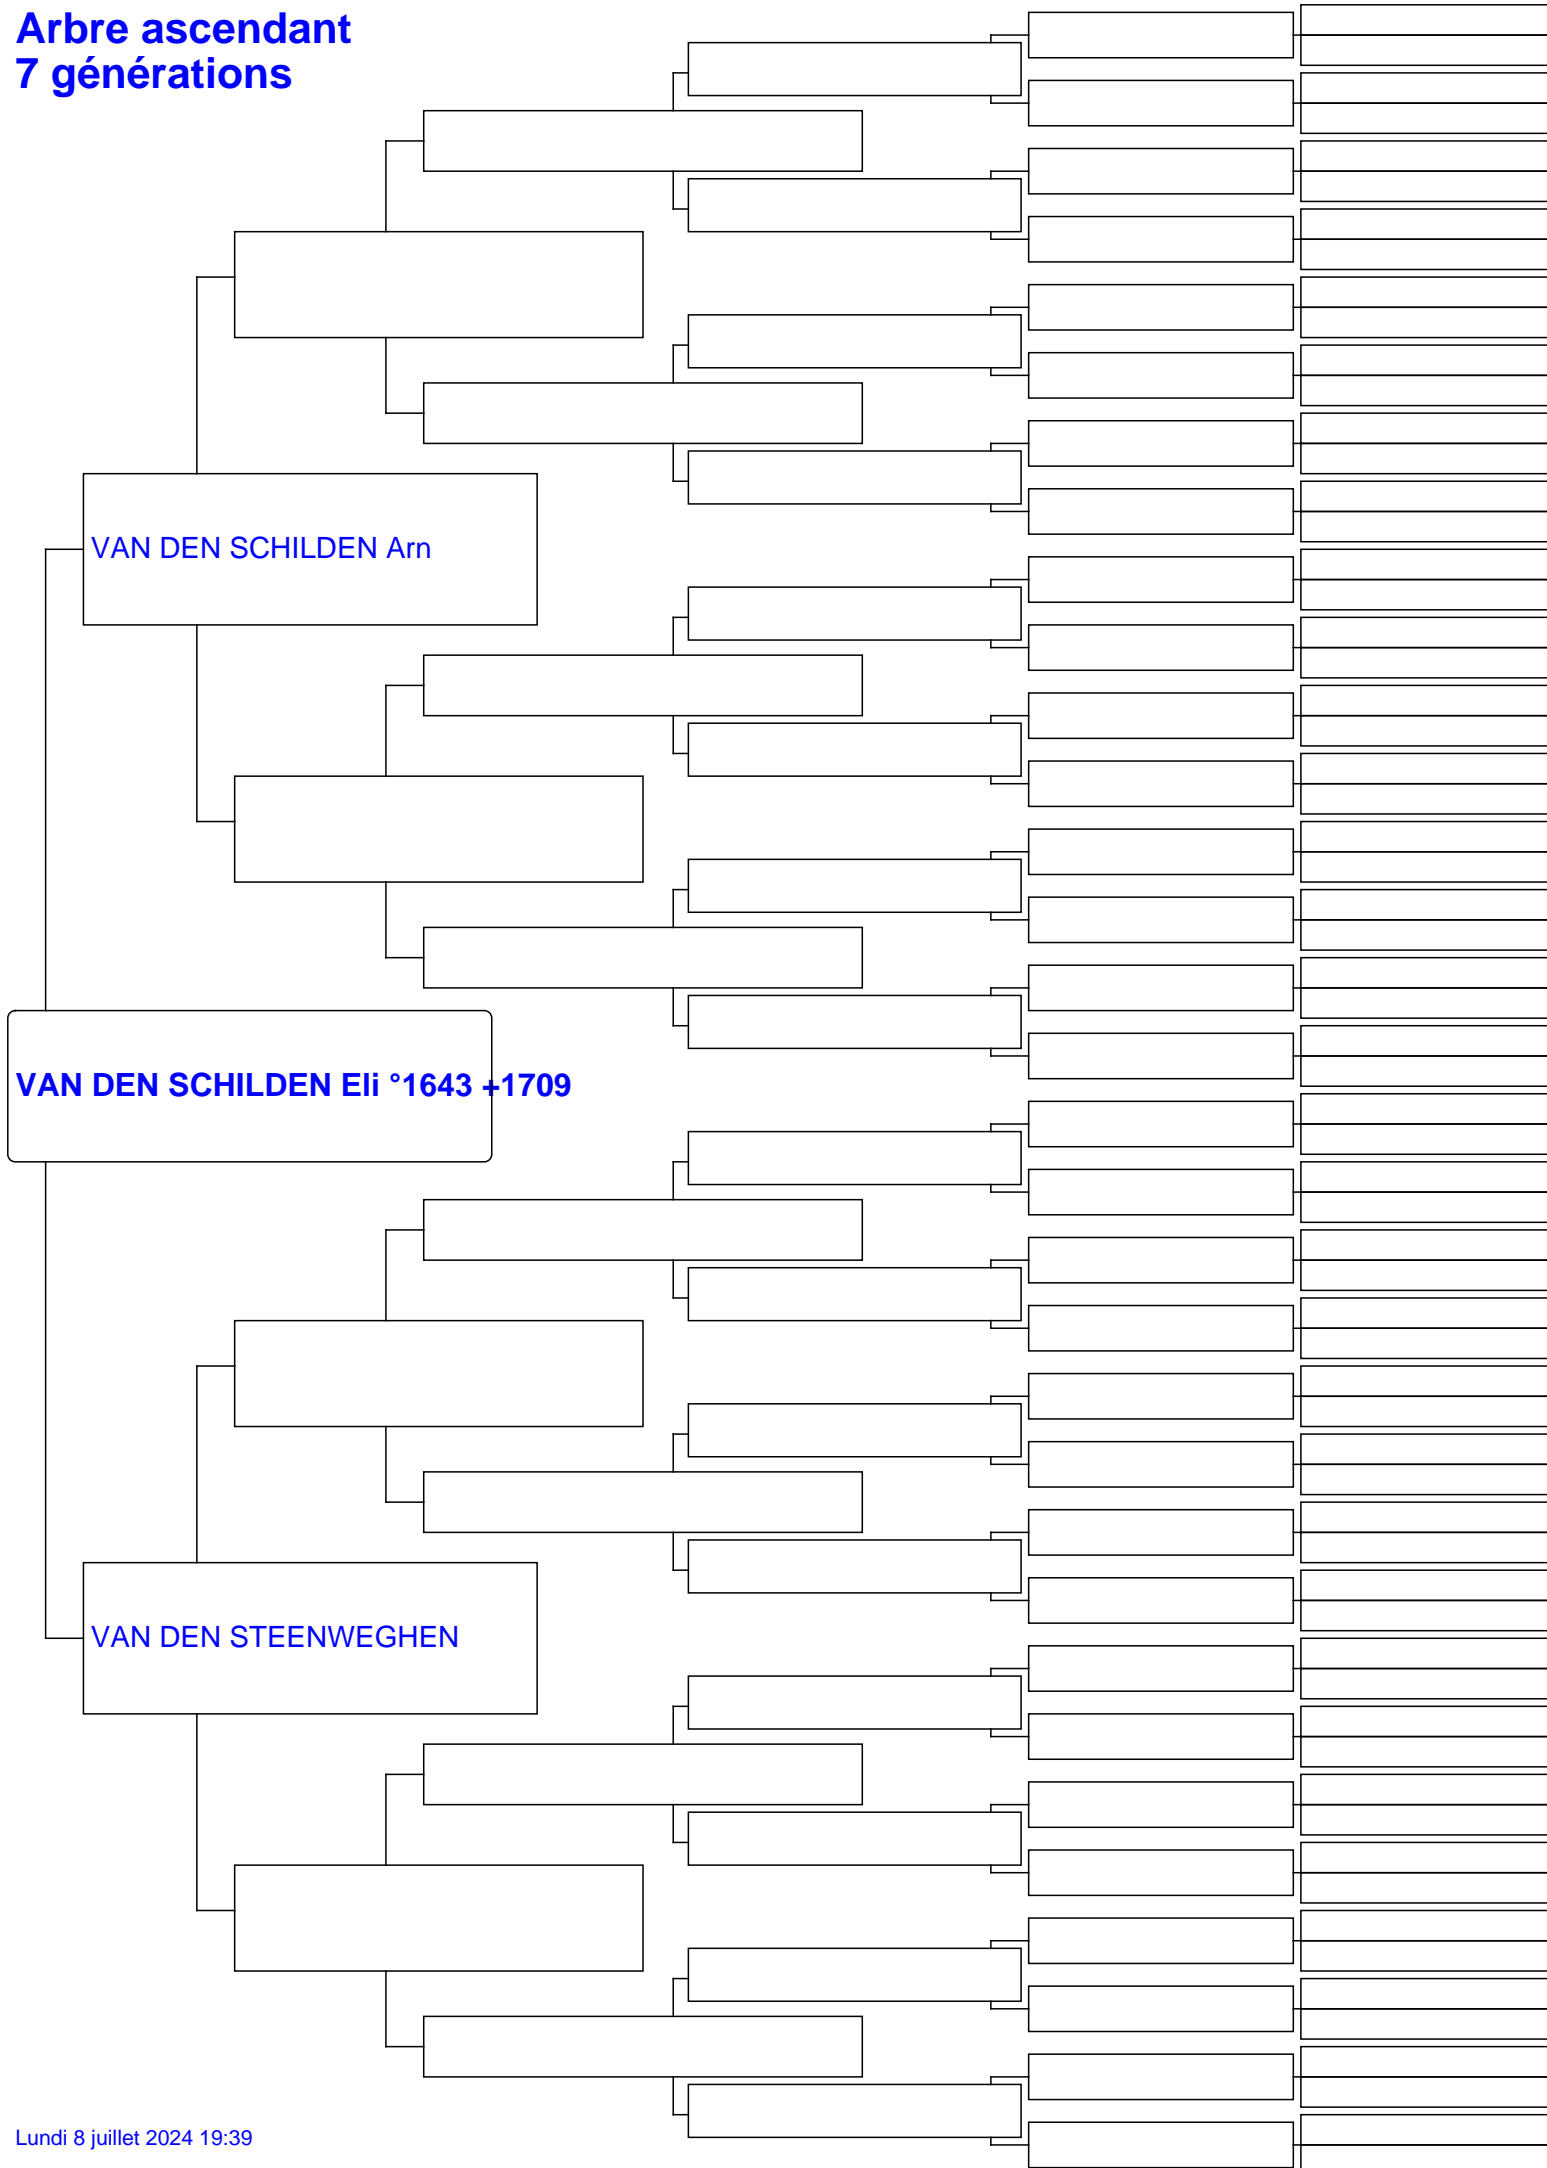 Arbre ascendant
7 générations
VAN DEN SCHILDEN Arn
VAN DEN SCHILDEN Eli °1643 +1709
VAN DEN STEENWEGHEN
Lundi 8 juillet 2024 19:39